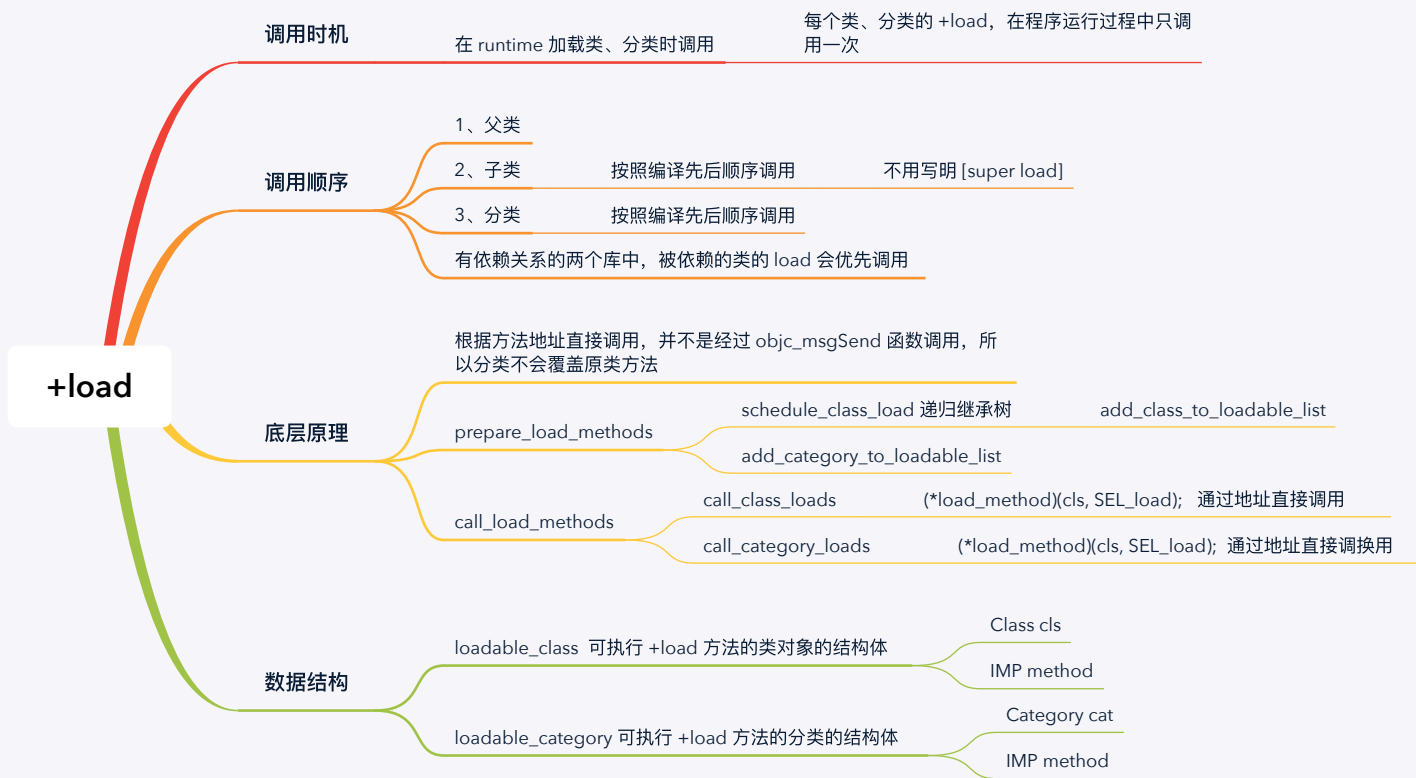 调用时机
在 runtime 加载类、分类时调用
每个类、分类的 +load，在程序运行过程中只调
用一次
调用顺序
1、父类
2、子类
按照编译先后顺序调用
不用写明 [super load]
3、分类
按照编译先后顺序调用
有依赖关系的两个库中，被依赖的类的 load 会优先调用
+load
底层原理
根据方法地址直接调用，并不是经过 objc_msgSend 函数调用，所
以分类不会覆盖原类方法
prepare_load_methods
schedule_class_load 递归继承树
add_class_to_loadable_list
add_category_to_loadable_list
call_load_methods
call_class_loads
(*load_method)(cls, SEL_load); 通过地址直接调用
call_category_loads
(*load_method)(cls, SEL_load); 通过地址直接调换用
数据结构
loadable_class 可执行 +load 方法的类对象的结构体
Class cls
IMP method
loadable_category 可执行 +load 方法的分类的结构体
Category cat
IMP method